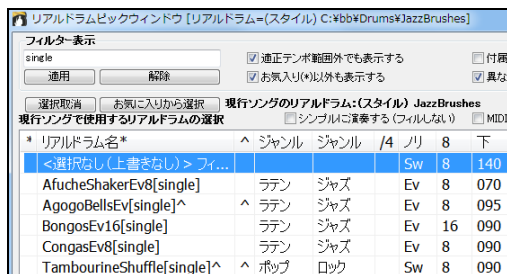 リアルドラムピックウィンドウ [リアルドラム=(スタイル) C:¥bb¥Drums¥JazzBrushes]
フィルター表示
single
適正テンポ範囲外でも表示する 付属
適用 解除 お気入り(*)以外も表示する 異な
選択取消 お気に入りから選択 現行ソングのリアルドラム:(スタイル) JazzBrushes
現行ソングで使用するリアルドラムの選択 シンプルに演奏する (フィルしない) MIDI
* リアルドラム名* ^ ジャンル ジャンル /4 ノリ 8 下
<選択なし(上書きなし)> フィ... Sw 8 140
AfucheShakerEv8[single] ラテン ジャズ Ev 8 070
AgogoBellsEv[single]^ ^ ラテン ジャズ Ev 8 095
BongosEv16[single] ラテン ジャズ Ev 16 090
CongasEv8[single] ラテン ジャズ Ev 8 090
TambourineShuffle[single]^ ^ ポップ ロック Sw 8 090